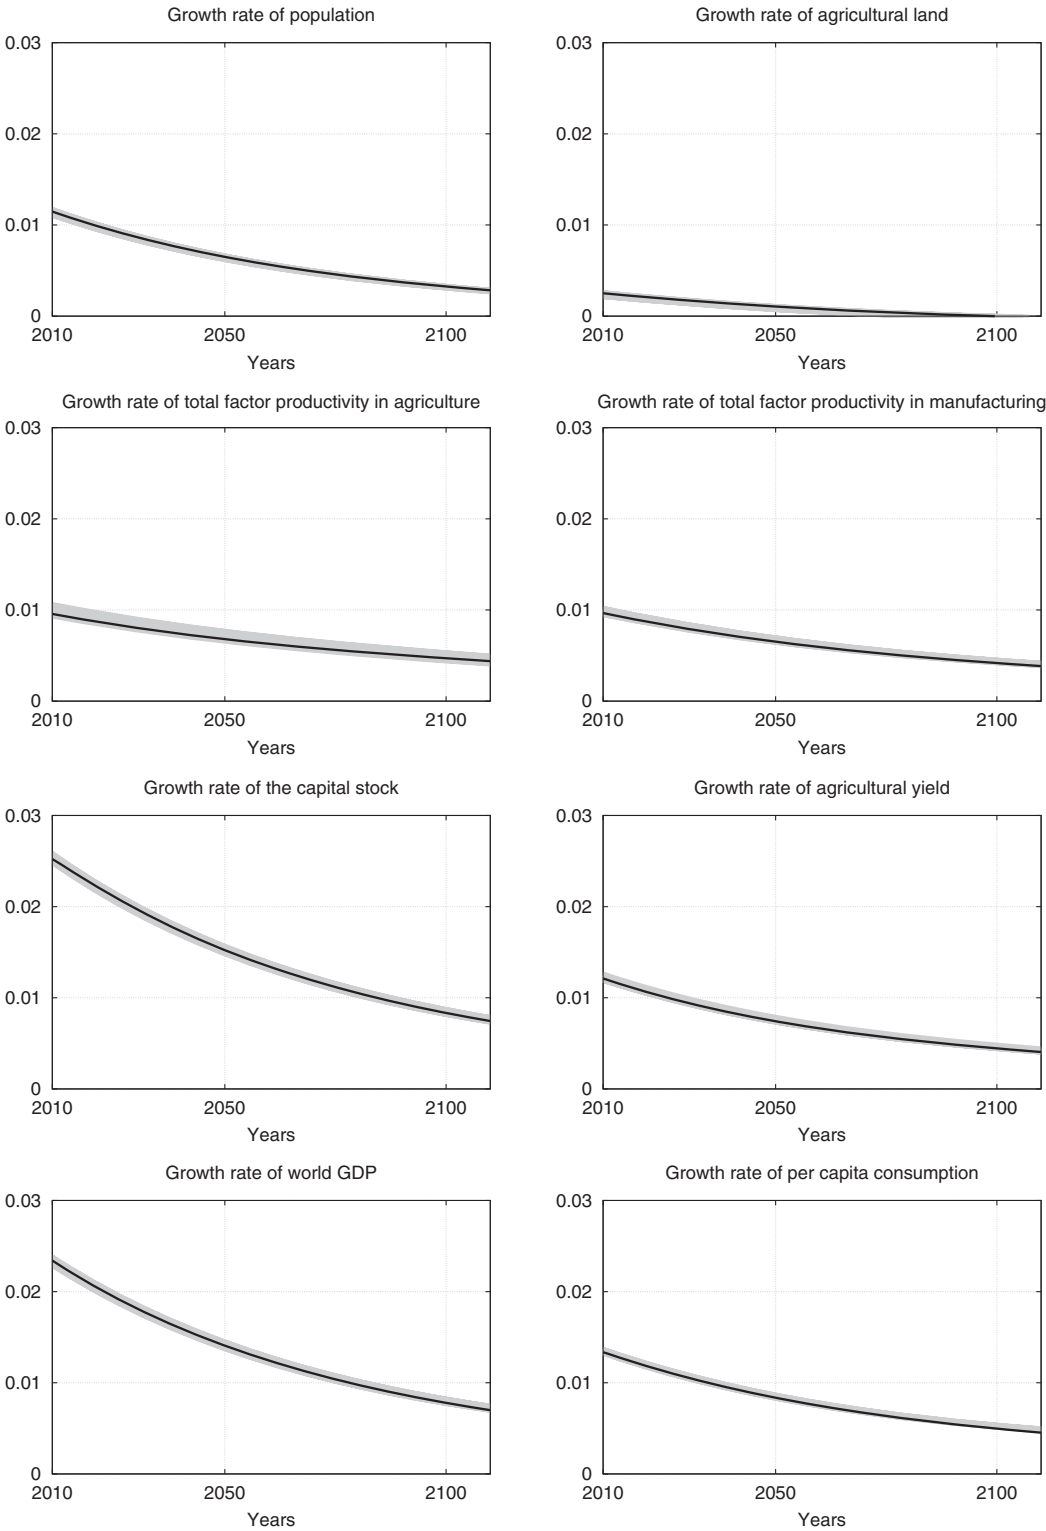 Growth rate of population
0.03
0.02
0.01
0
2010 2050 2100
Years
Growth rate of agricultural land
0.03
0.02
0.01
0
2010 2050 2100
Years
Growth rate of total factor productivity in agriculture
0.03
0.02
0.01
0
2010 2050 2100
Years
Growth rate of total factor productivity in manufacturing
0.03
0.02
0.01
0
2010 2050 2100
Years
Growth rate of the capital stock
0.03
0.02
0.01
0
2010 2050 2100
Years
Growth rate of agricultural yield
0.03
0.02
0.01
0
2010 2050 2100
Years
Growth rate of world GDP
0.03
0.02
0.01
0
2010 2050 2100
Years
Growth rate of per capita consumption
0.03
0.02
0.01
0
2010 2050 2100
Years